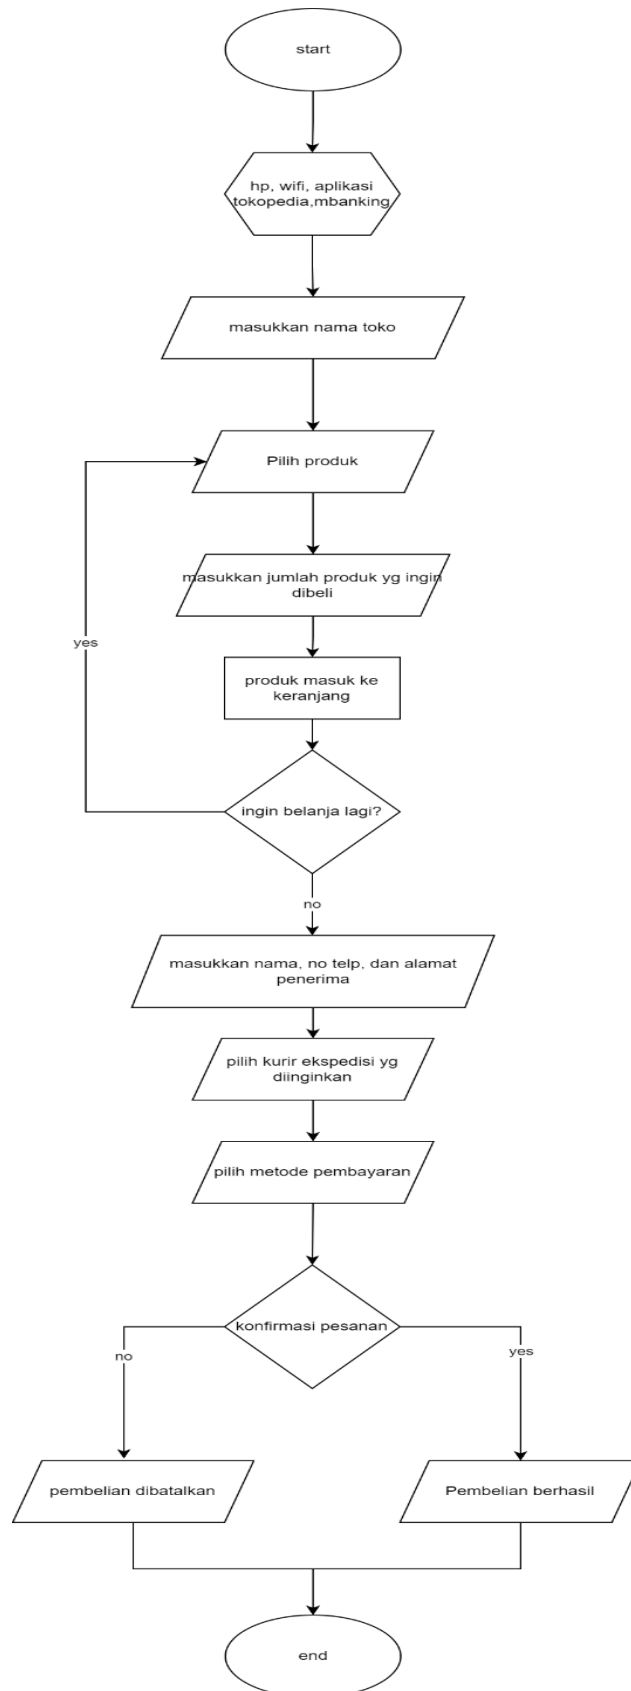 start
hp, wifi, aplikasi
tokopedia,mbanking
masukkan nama toko
Pilih produk
masukkan jumlah produk yg ingin
dibeli
yes
produk masuk ke
keranjang
ingin belanja lagi?
no
masukkan nama, no telp, dan alamat
penerima
pilih kurir ekspedisi yg
diinginkan
pilih metode pembayaran
konfirmasi pesanan
no
yes
pembelian dibatalkan
Pembelian berhasil
end